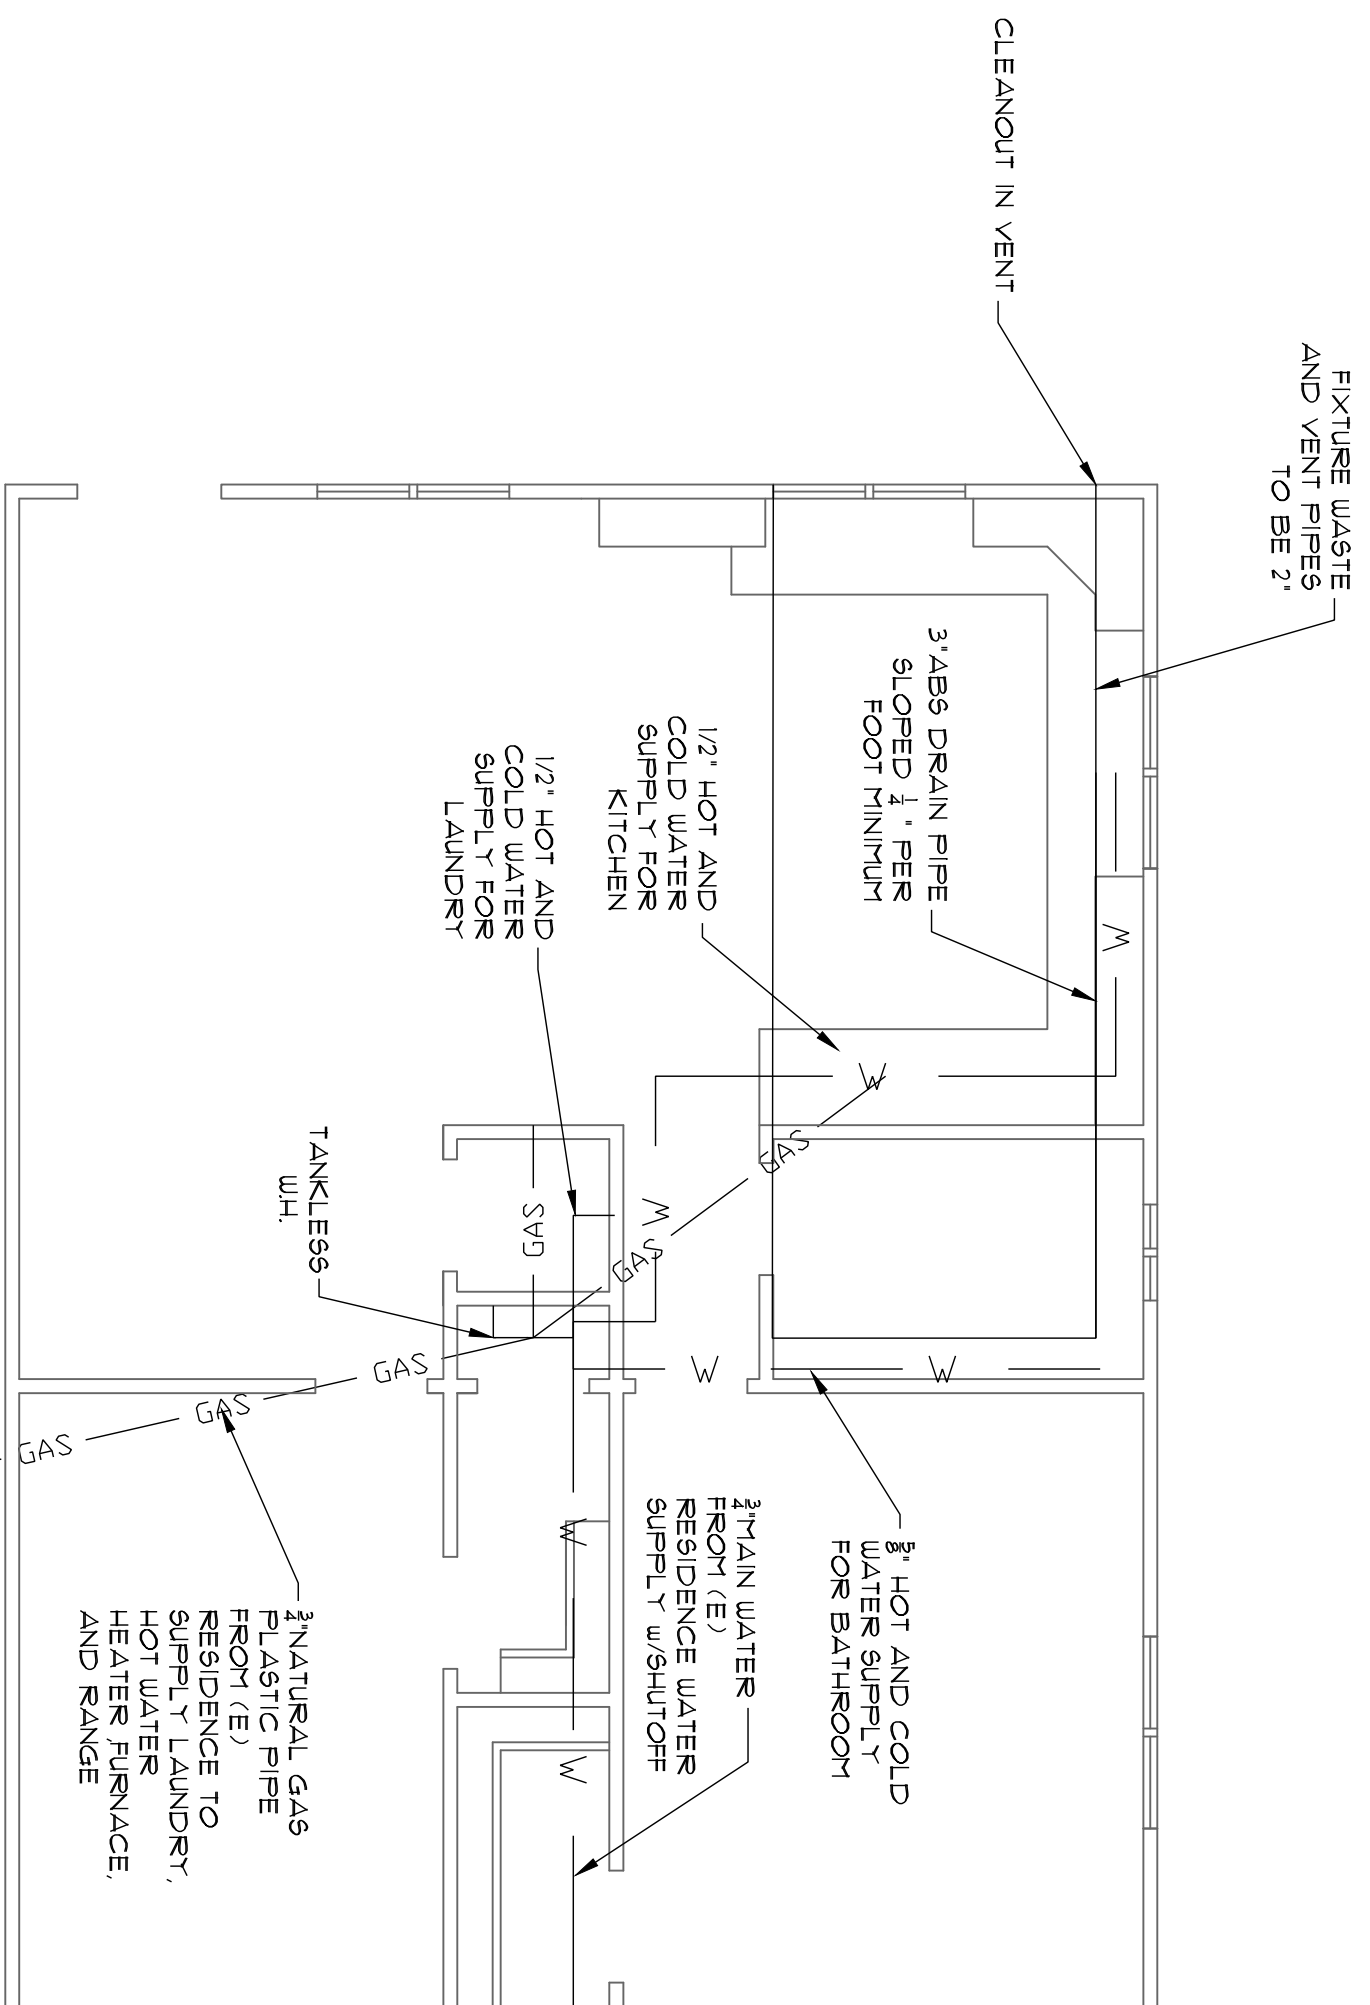 CLEANOUT IN VENT
FIXTURE WASTE
AND VENT PIPES
TO BE 2"
3"ABS DRAIN PIPE
SLOPED 1/4 " PER
FOOT MINIMUM
1/2" HOT AND
COLD WATER
SUPPLY FOR
KITCHEN
1/2" HOT AND
COLD WATER
SUPPLY FOR
LAUNDRY
TANKLESS
W.H.
5/8" HOT AND COLD
WATER SUPPLY
FOR BATHROOM
3/4"MAIN WATER
FROM (E)
RESIDENCE WATER
SUPPLY W/SHUTOFF
3/4"NATURAL GAS
PLASTIC PIPE
FROM (E)
RESIDENCE TO
SUPPLY LAUNDRY,
HOT WATER
HEATER ,FURNACE,
AND RANGE
W
W
W
W
W
W
W
GAS
GAS
GAS
GAS
GAS
GAS